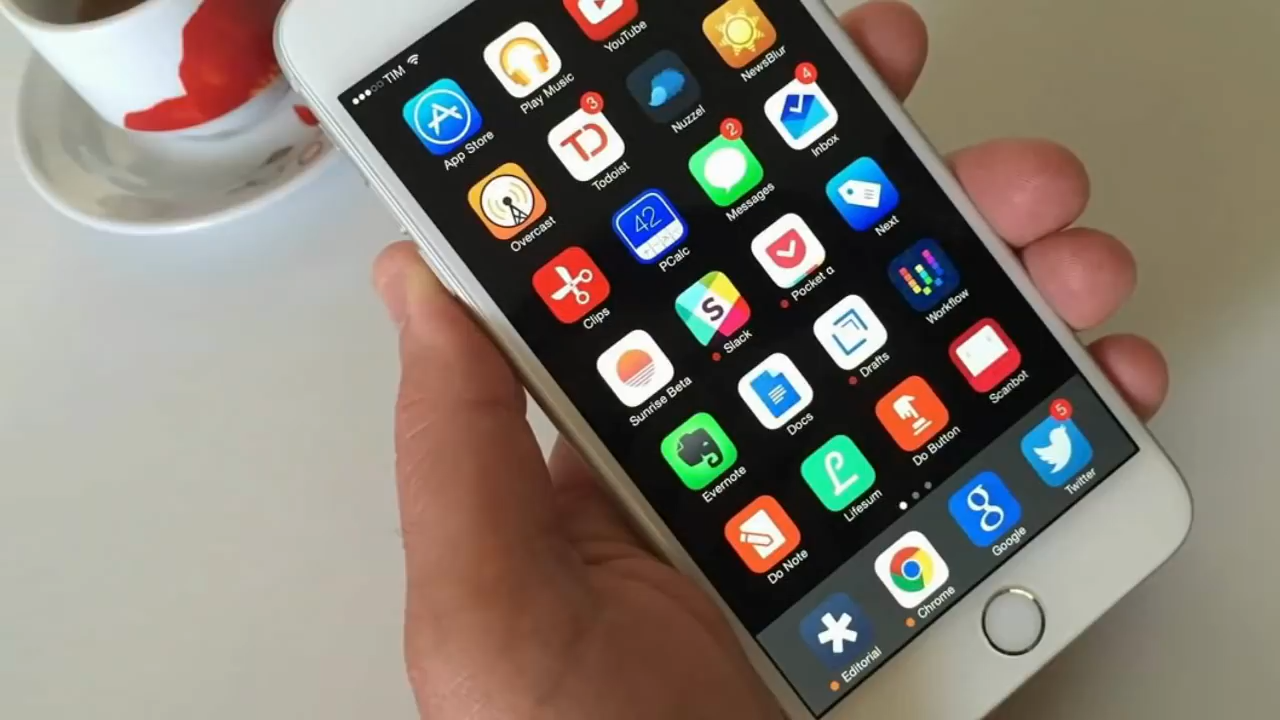 TIM
App Store
Play Music
YouTube
NewsBlur
Overcast
3
TD
Todoist
Nuzzel
4
Inbox
Clips
42
PCalc
2
Messages
Next
Sunrise Beta
S
Slack
Pocket α
Workflow
Evernote
Docs
Drafts
Scanbot
Do Note
Lifesum
Do Button
Editorial
Chrome
g
Google
5
Twitter